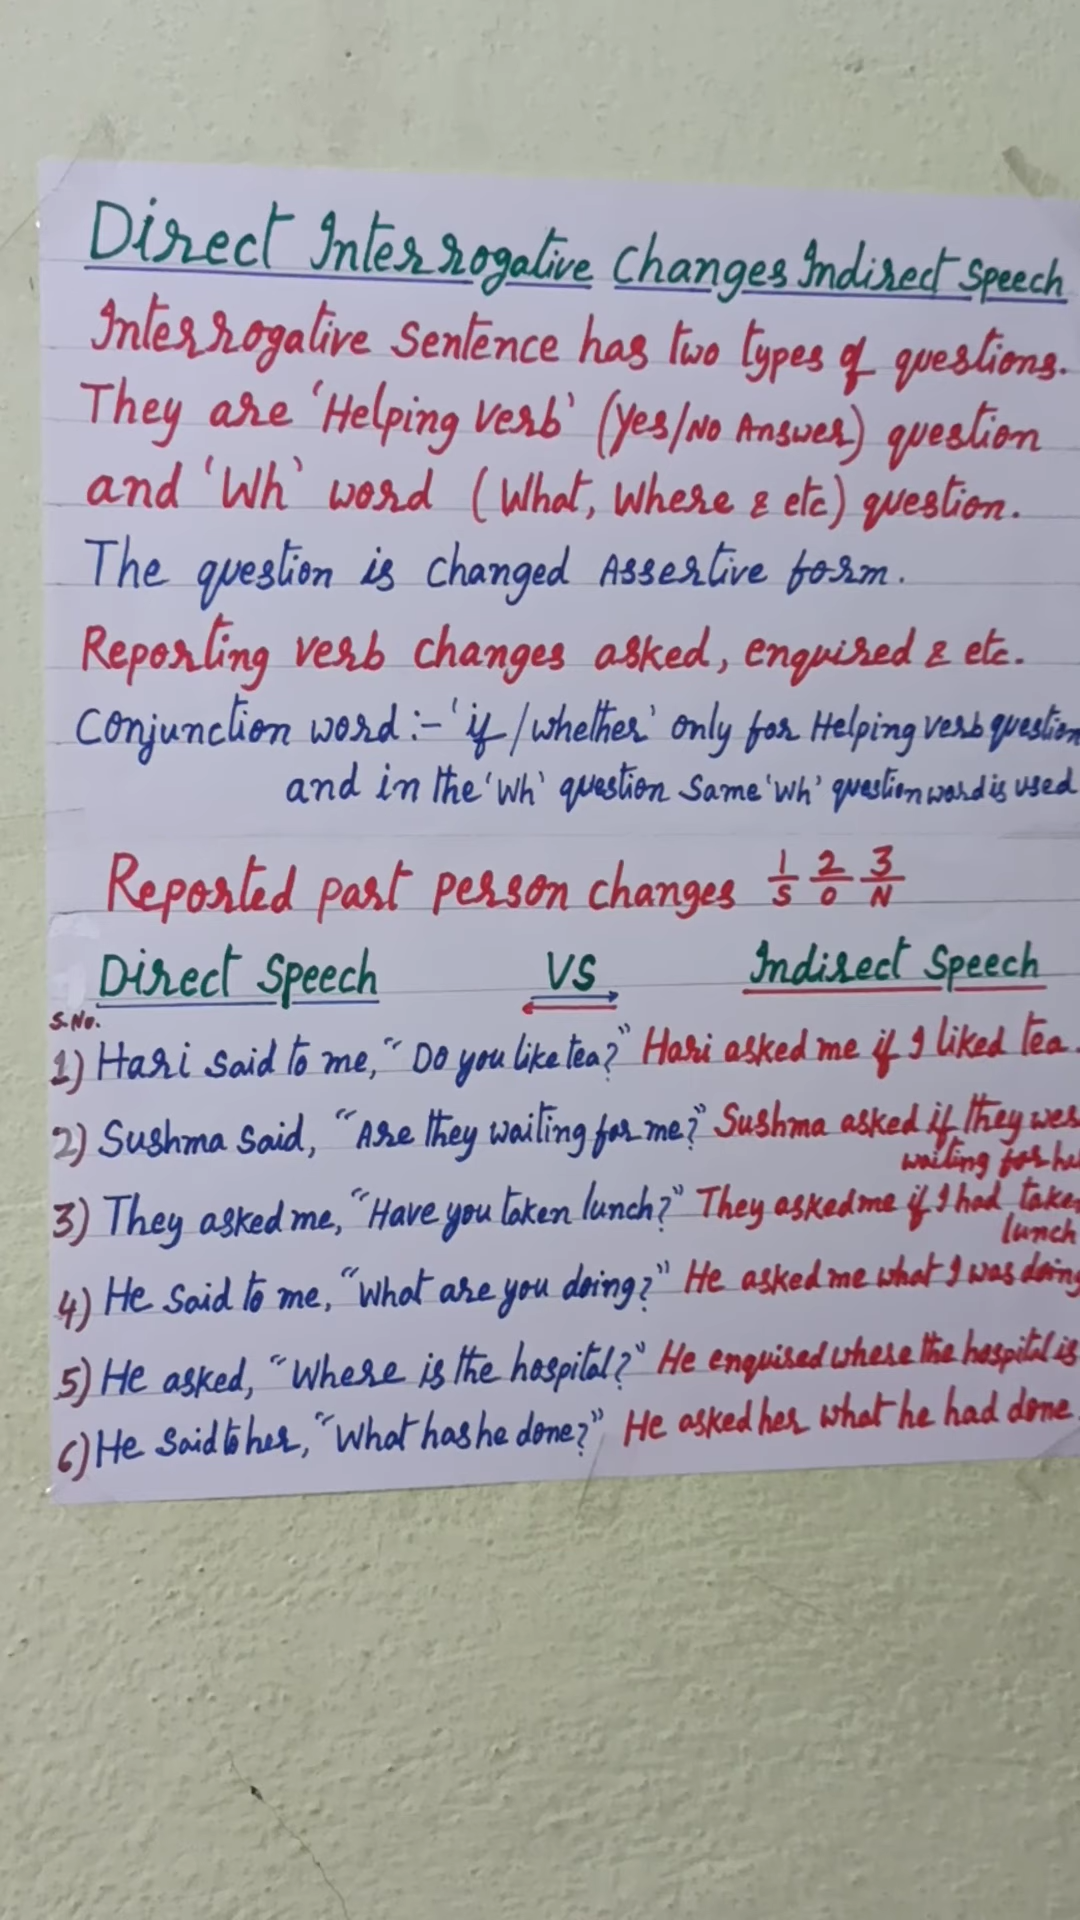 Direct Interrogative Changes Indirect Speech
Interrogative Sentence has two types of questions.
They are 'Helping verb' (Yes/No Answer) question
and 'Wh' word (What, Where & etc) question.
The question is changed Assertive form.
Reporting verb changes asked, enquired & etc.
Conjunction word :- 'if/whether' only for Helping verb question
and in the 'Wh' question Same 'Wh' question word is used
Reported part person changes 1/S 2/O 3/N
Direct Speech VS Indirect Speech
S.No.
1) Hari said to me, "Do you like tea?" Hari asked me if I liked tea.
2) Sushma said, "Are they waiting for me?" Sushma asked if they wer
waiting for he
3) They asked me, "Have you taken lunch?" They asked me if I had taken
lunch
4) He said to me, "What are you doing?" He asked me what I was doing
5) He asked, "Where is the hospital?" He enquired where the hospital is
6) He said to her, "What has he done?" He asked her what he had done.